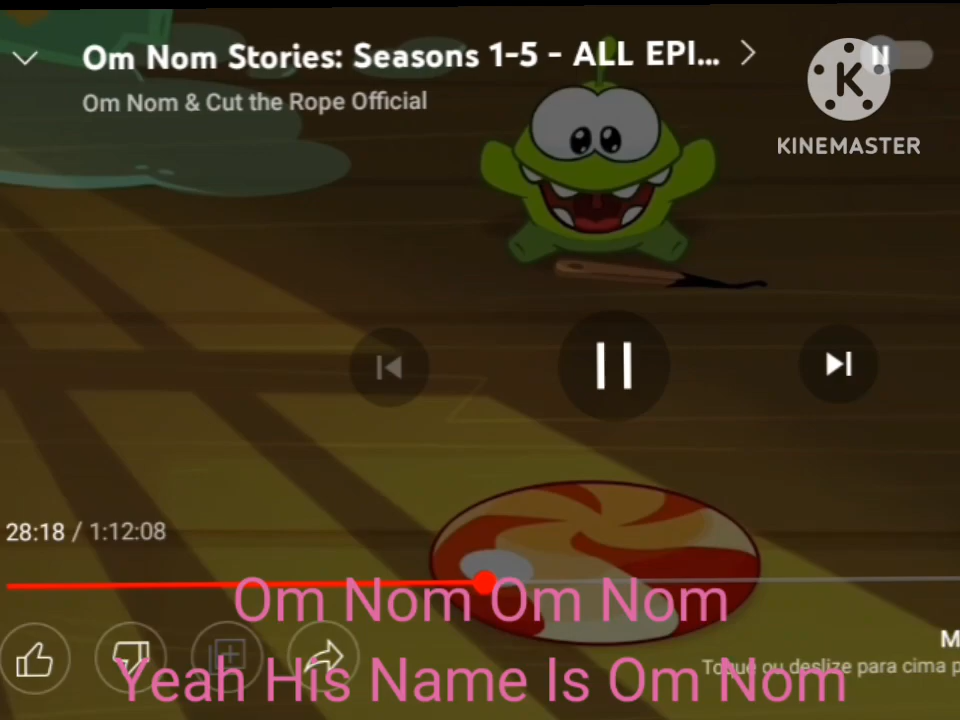 Om Nom Stories: Seasons 1-5 - ALL EPI...
Om Nom & Cut the Rope Official
K
KINEMASTER
28:18 / 1:12:08
Om Nom Om Nom
M
Toque ou deslize para cima p
Yeah His Name Is Om Nom